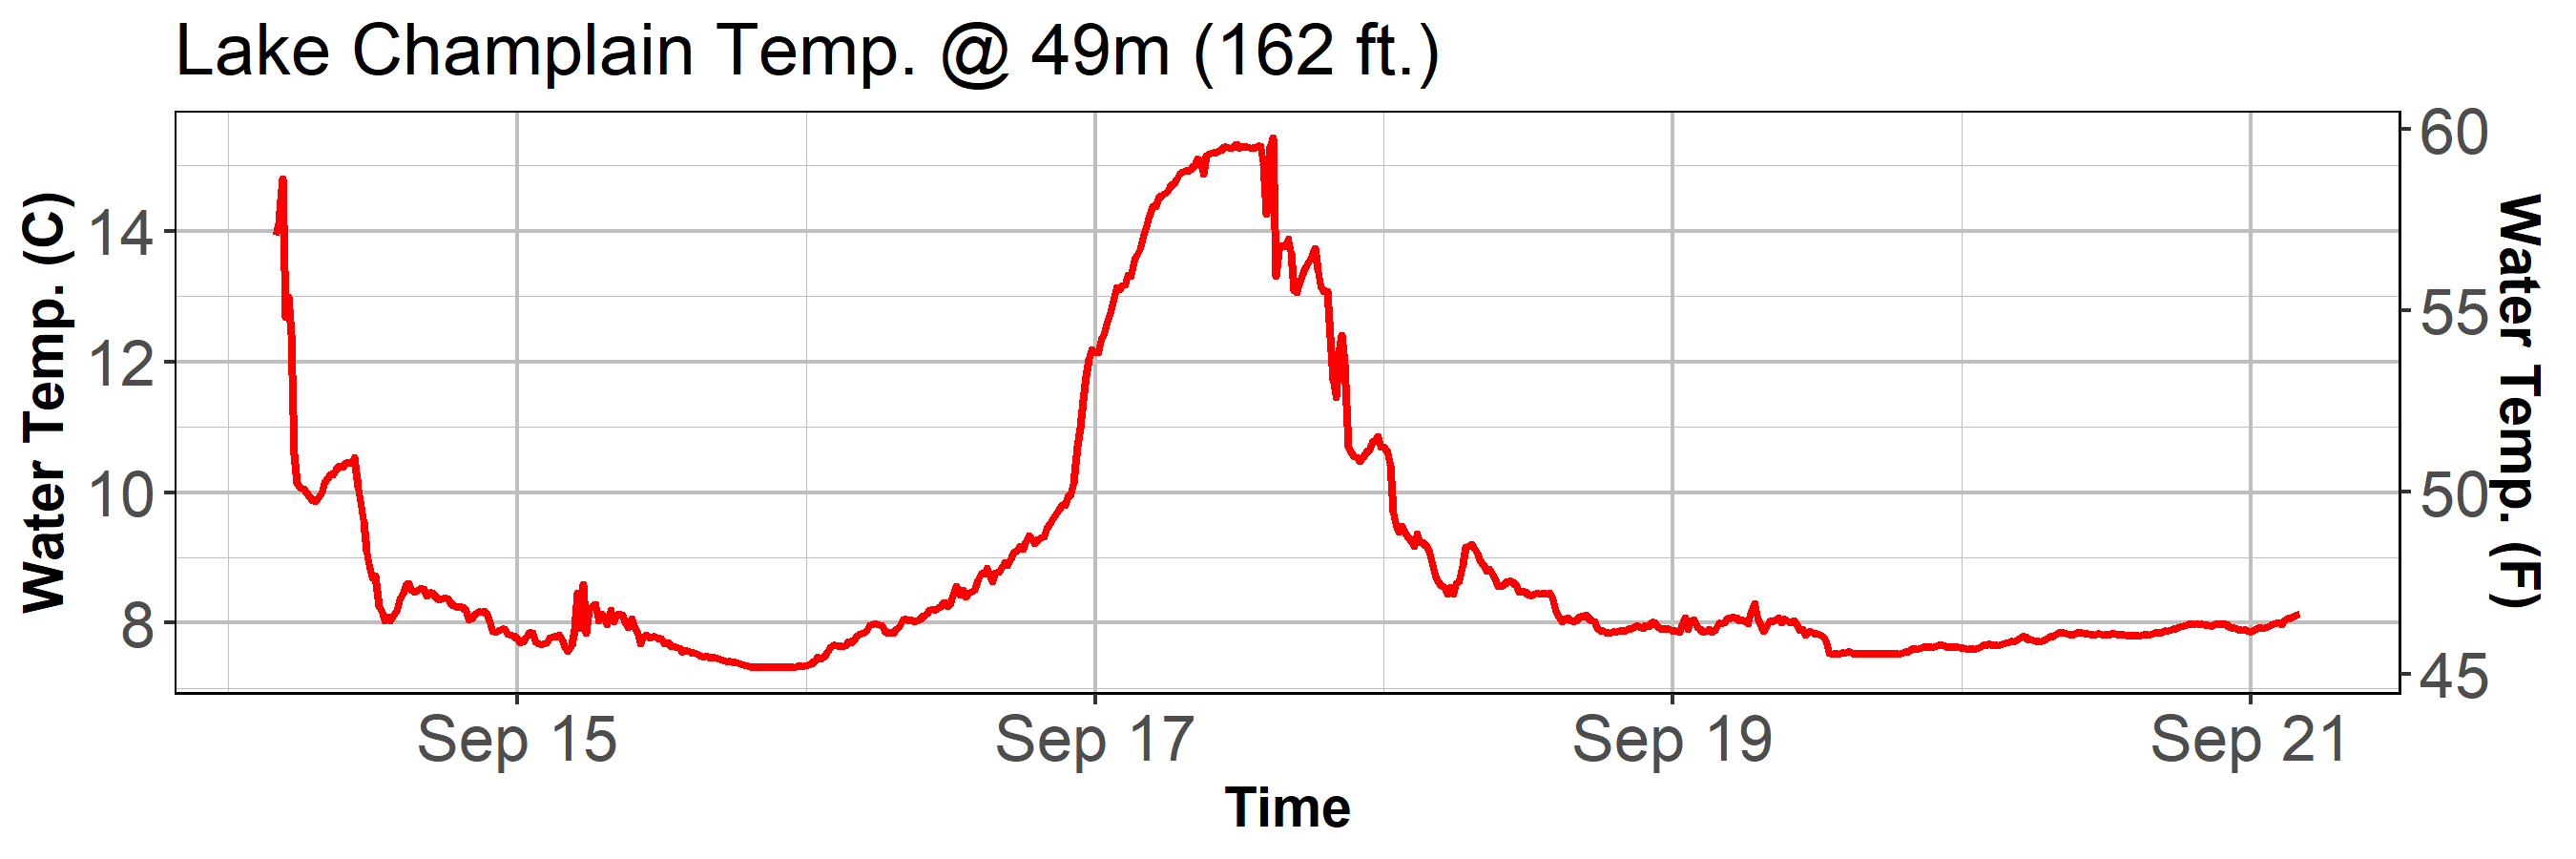 Lake Champlain Temp. @ 49m (162 ft.)
Water Temp. (C)
14
12
10
8
60
55
50
45
Water Temp. (F)
Sep 15 Sep 17 Sep 19 Sep 21
Time